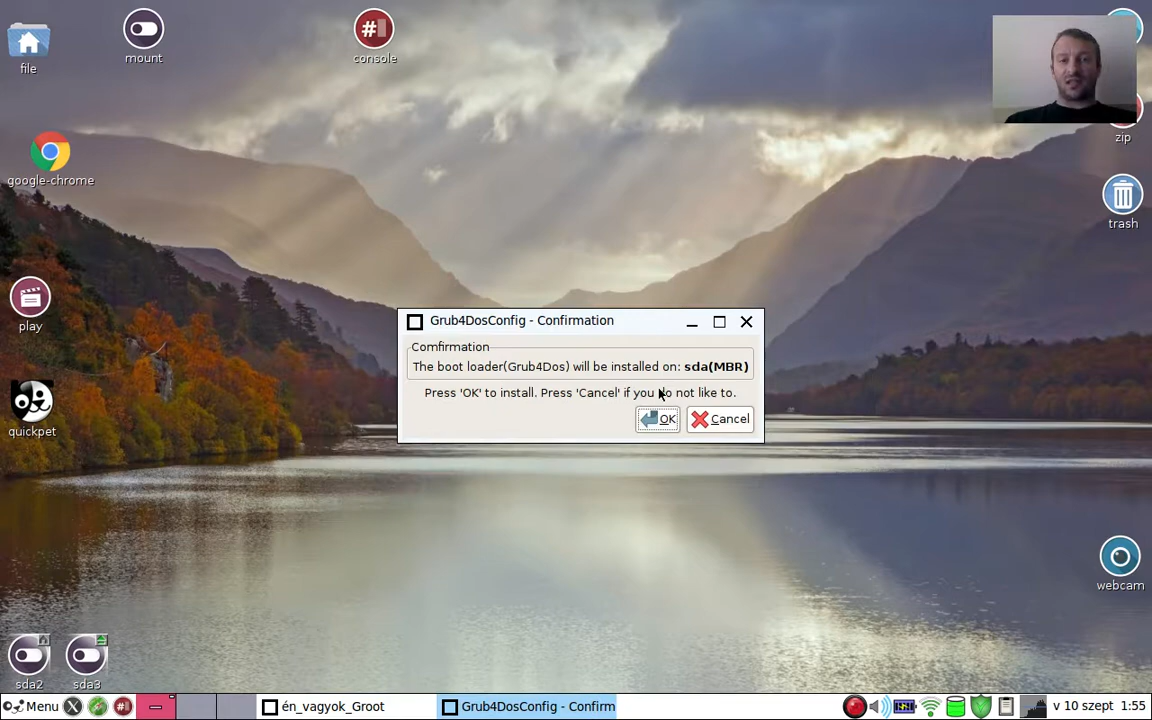 file
mount
console
google-chrome
zip
trash
play
quickpet
webcam
sda2
sda3
Grub4DosConfig - Confirmation
Comfirmation
The boot loader(Grub4Dos) will be installed on: sda(MBR)
Press 'OK' to install. Press 'Cancel' if you do not like to.
OK
Cancel
Menu
én_vagyok_Groot
Grub4DosConfig - Confirm
v 10 szept 1:55